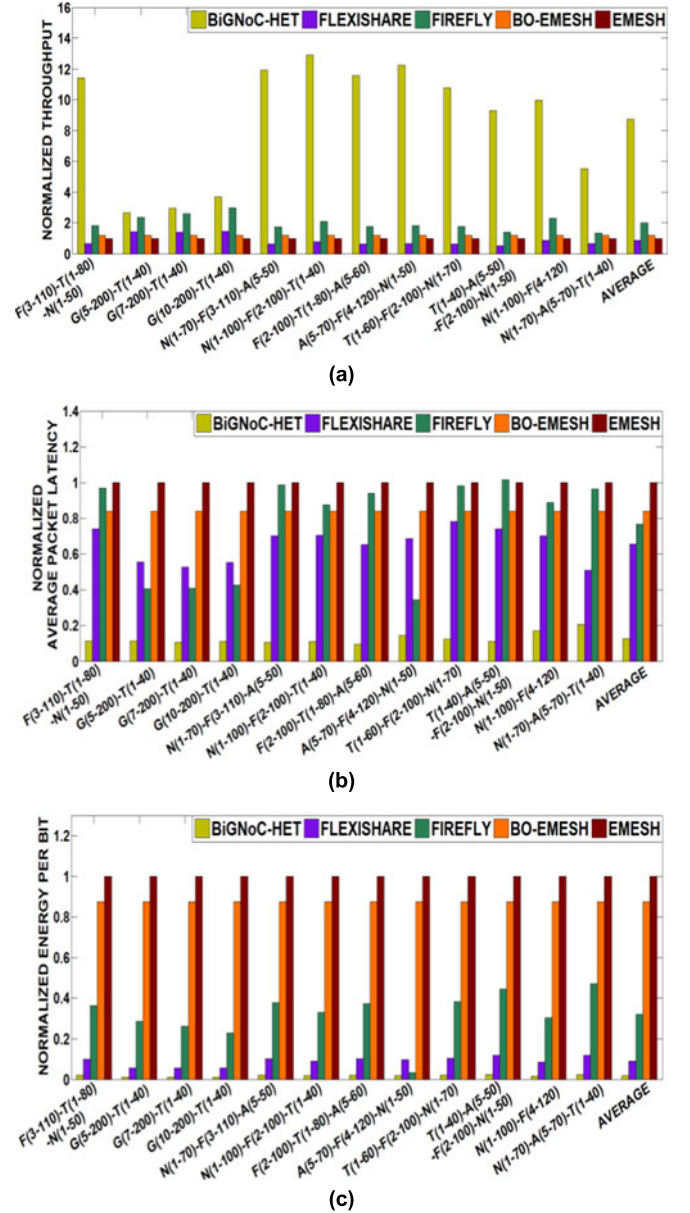 16
14
12
10
8
6
4
2
0
NORMALIZED THROUGHPUT
BiGNoC-HET FLEXISHARE FIREFLY BO-EMESH EMESH
F(3-110)-T(1-80)
-N(1-50)
G(5-200)-T(1-40)
G(7-200)-T(1-40)
G(10-200)-T(1-40)
N(1-70)-F(3-110)-A(5-50)
N(1-100)-F(2-100)-T(1-40)
F(2-100)-T(1-80)-A(5-60)
A(5-70)-F(4-120)-N(1-50)
T(1-60)-F(2-100)-N(1-70)
T(1-40)-A(5-50)
-F(2-100)-N(1-50)
N(1-100)-F(4-120)
N(1-70)-A(5-70)-T(1-40)
AVERAGE
(a)
1.4
1.2
1
0.8
0.6
0.4
0.2
0
NORMALIZED
AVERAGE PACKET LATENCY
BiGNoC-HET FLEXISHARE FIREFLY BO-EMESH EMESH
F(3-110)-T(1-80)
-N(1-50)
G(5-200)-T(1-40)
G(7-200)-T(1-40)
G(10-200)-T(1-40)
N(1-70)-F(3-110)-A(5-50)
N(1-100)-F(2-100)-T(1-40)
F(2-100)-T(1-80)-A(5-60)
A(5-70)-F(4-120)-N(1-50)
T(1-60)-F(2-100)-N(1-70)
T(1-40)-A(5-50)
-F(2-100)-N(1-50)
N(1-100)-F(4-120)
N(1-70)-A(5-70)-T(1-40)
AVERAGE
(b)
1.2
1
0.8
0.6
0.4
0.2
0
NORMALIZED ENERGY PER BIT
BiGNoC-HET FLEXISHARE FIREFLY BO-EMESH EMESH
F(3-110)-T(1-80)
-N(1-50)
G(5-200)-T(1-40)
G(7-200)-T(1-40)
G(10-200)-T(1-40)
N(1-70)-F(3-110)-A(5-50)
N(1-100)-F(2-100)-T(1-40)
F(2-100)-T(1-80)-A(5-60)
A(5-70)-F(4-120)-N(1-50)
T(1-60)-F(2-100)-N(1-70)
T(1-40)-A(5-50)
-F(2-100)-N(1-50)
N(1-100)-F(4-120)
N(1-70)-A(5-70)-T(1-40)
AVERAGE
(c)